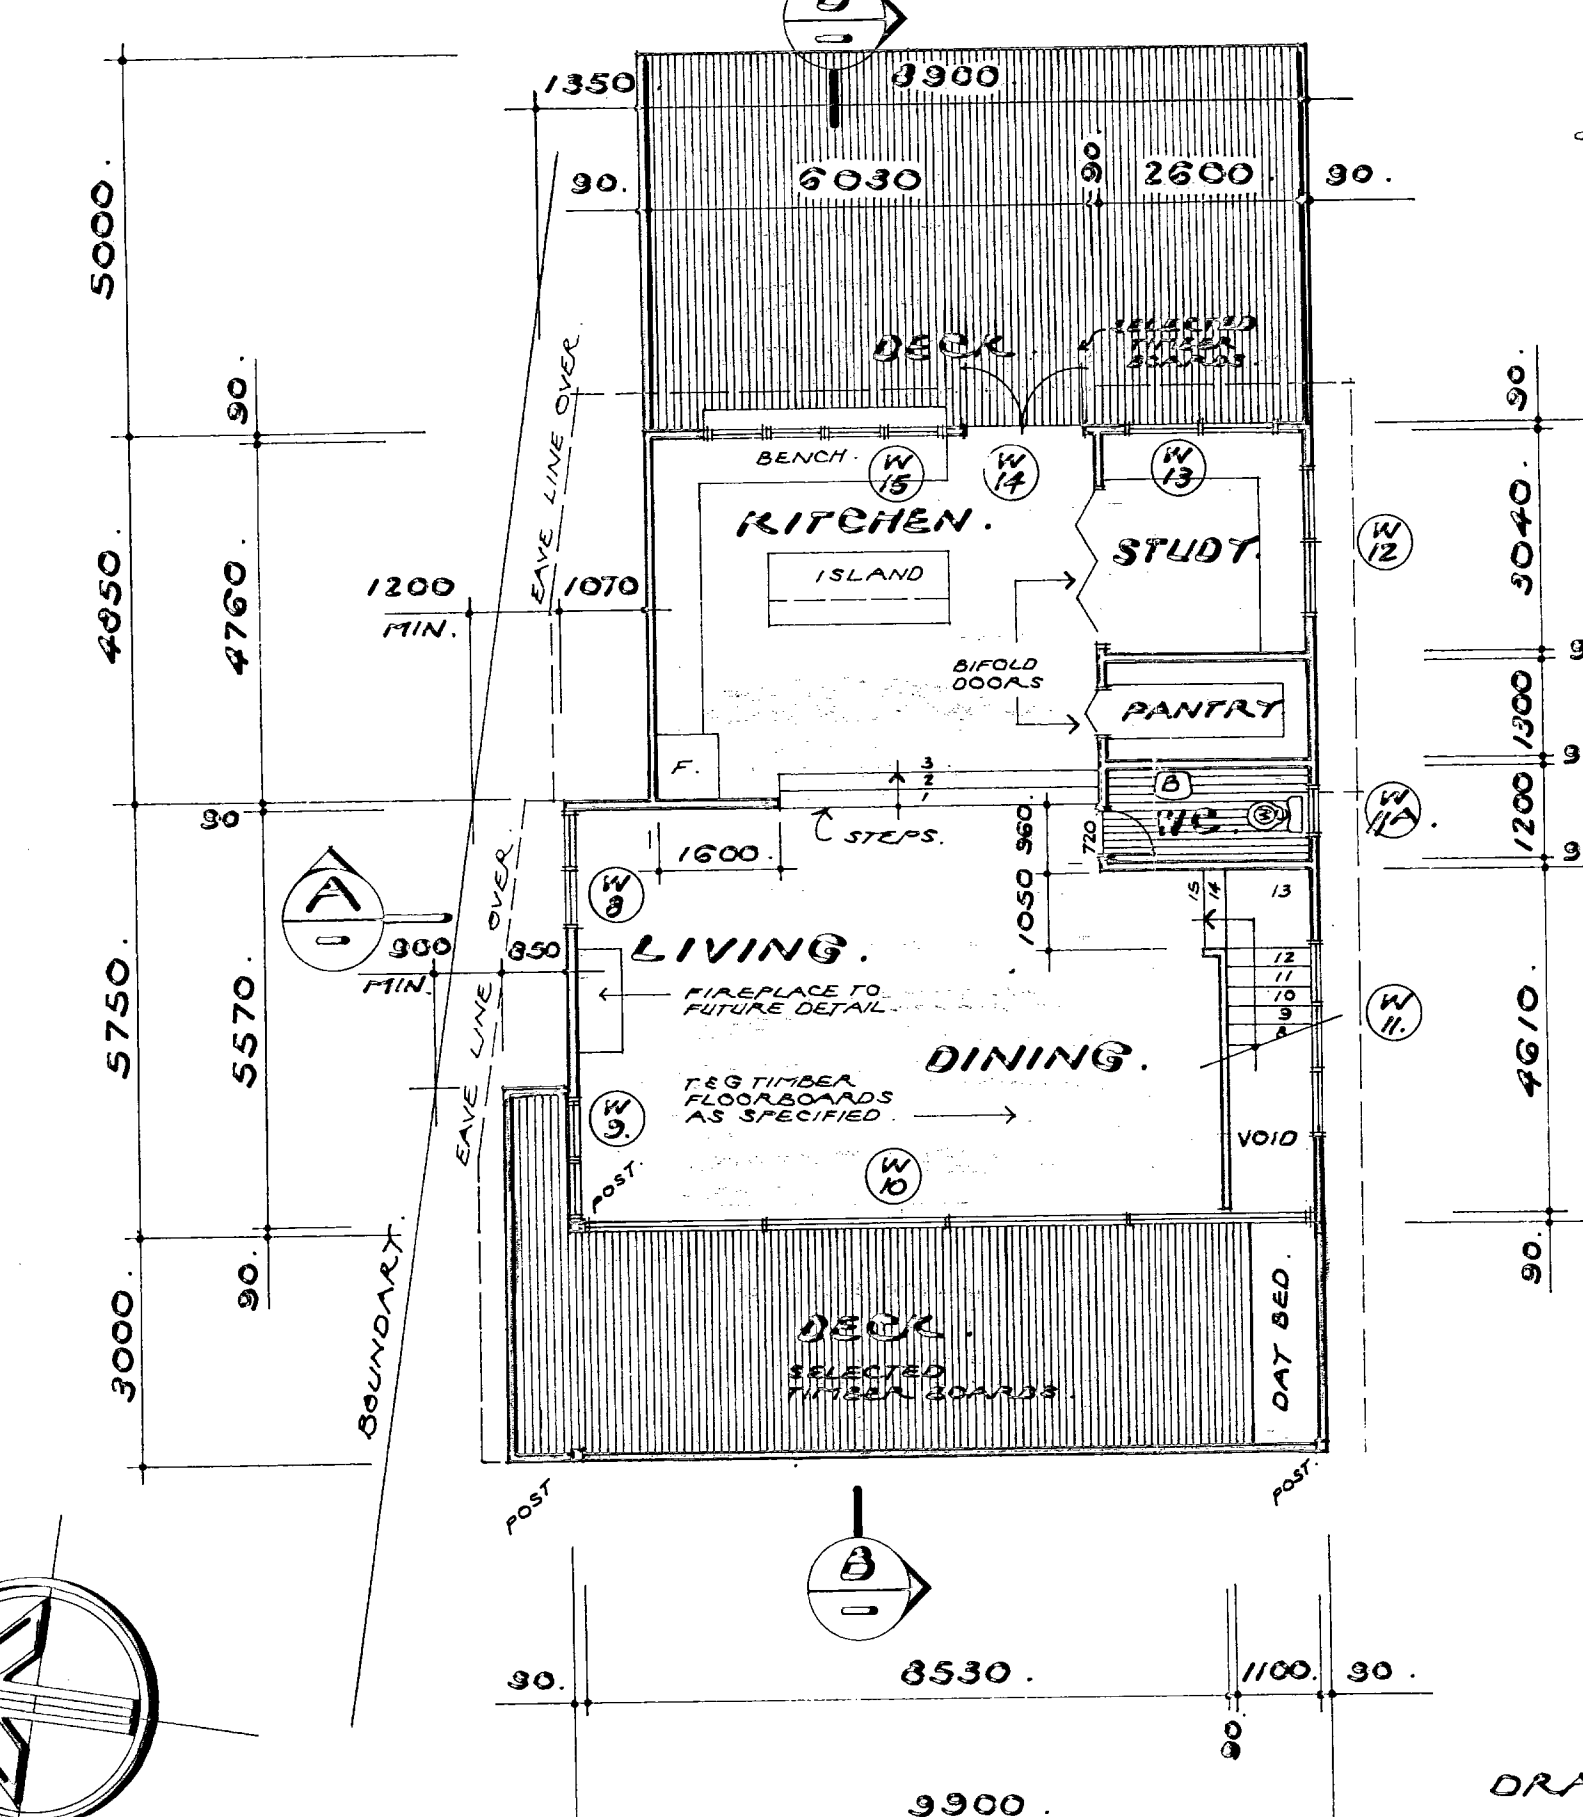 1350
8900
90.
6030
90.
2600
90.
5000.
DECK
SELECTED
TIMBER
BOARDS.
EAVE LINE OVER.
90.
90.
BENCH.
W
15
W
14
W
13
KITCHEN.
STUDY.
W
12
ISLAND
4850.
4760.
3040.
1200
MIN.
1070
BIFOLD
DOORS
PANTRY
1300
F.
3
2
1
B
W.C.
W
11A.
1200
90
STEPS.
960.
720
1600.
1050
15
14
13
W
8
A
LIVING.
900
MIN.
850
EAVE LINE OVER.
FIREPLACE TO
FUTURE DETAIL.
12
11
10
9
8
W
11.
5750.
5570.
4610.
DINING.
T & G TIMBER
FLOORBOARDS
AS SPECIFIED.
W
9.
POST.
W
10
VOID
90.
90.
BOUNDARY.
3000.
DECK.
SELECTED
TIMBER BOARDS.
DAY BED.
POST
POST.
B
90.
8530.
1100.
90.
90.
9900.